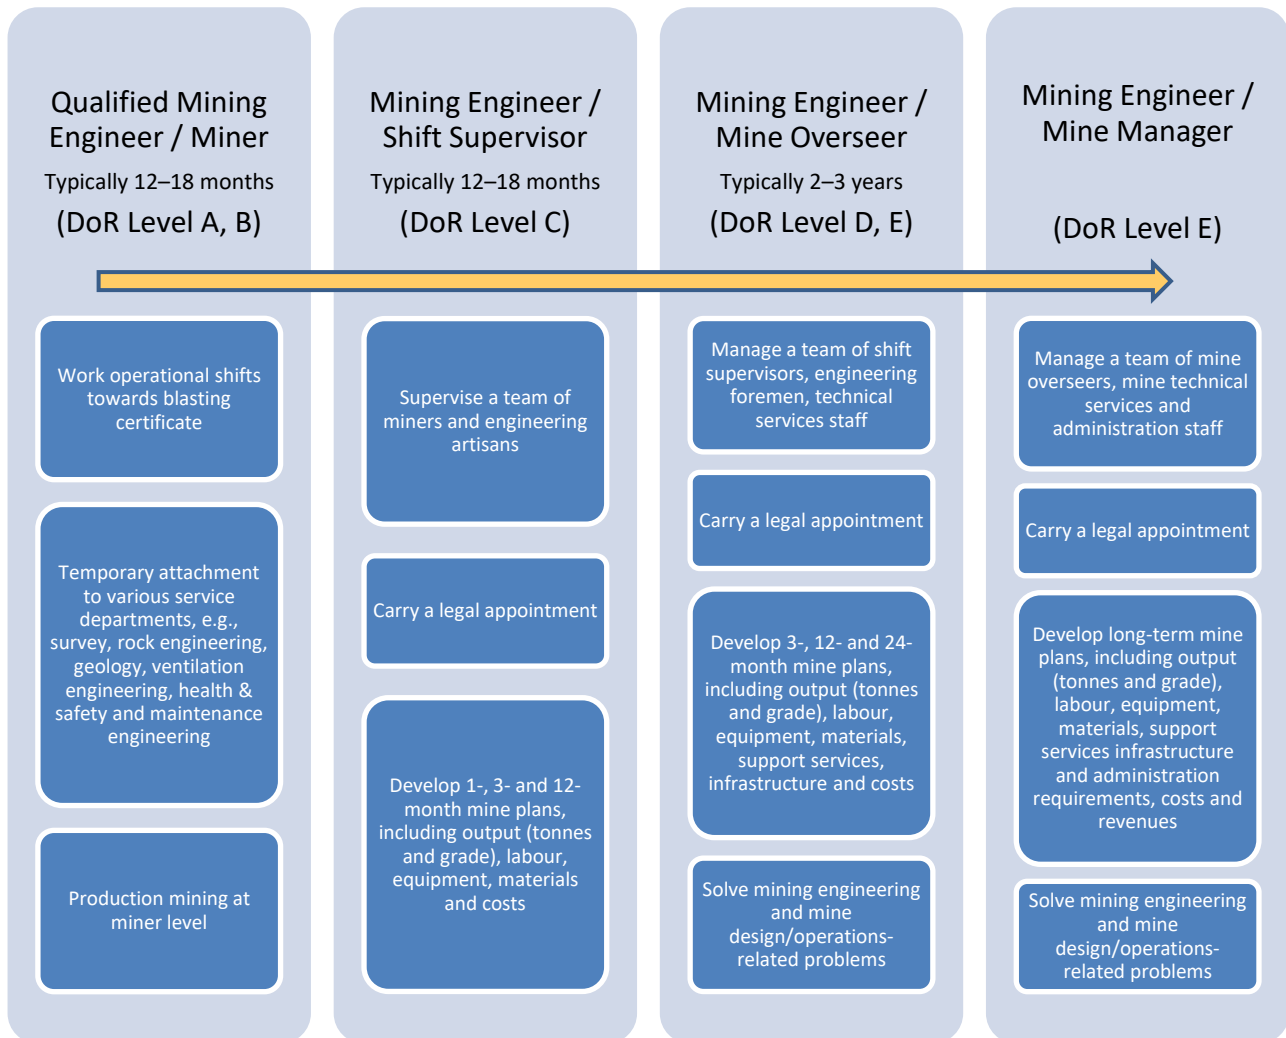 Qualified Mining
Engineer / Miner
Typically 12–18 months
(DoR Level A, B)
Work operational shifts
towards blasting
certificate
Temporary attachment
to various service
departments, e.g.,
survey, rock engineering,
geology, ventilation
engineering, health &
safety and maintenance
engineering
Production mining at
miner level
Mining Engineer /
Shift Supervisor
Typically 12–18 months
(DoR Level C)
Supervise a team of
miners and engineering
artisans
Carry a legal appointment
Develop 1-, 3- and 12-
month mine plans,
including output (tonnes
and grade), labour,
equipment, materials
and costs
Mining Engineer /
Mine Overseer
Typically 2–3 years
(DoR Level D, E)
Manage a team of shift
supervisors, engineering
foremen, technical
services staff
Carry a legal appointment
Develop 3-, 12- and 24-
month mine plans,
including output (tonnes
and grade), labour,
equipment, materials,
support services,
infrastructure and costs
Solve mining engineering
and mine
design/operations-
related problems
Mining Engineer /
Mine Manager
(DoR Level E)
Manage a team of mine
overseers, mine technical
services and
administration staff
Carry a legal appointment
Develop long-term mine
plans, including output
(tonnes and grade),
labour, equipment,
materials, support
services infrastructure
and administration
requirements, costs and
revenues
Solve mining engineering
and mine
design/operations-
related problems